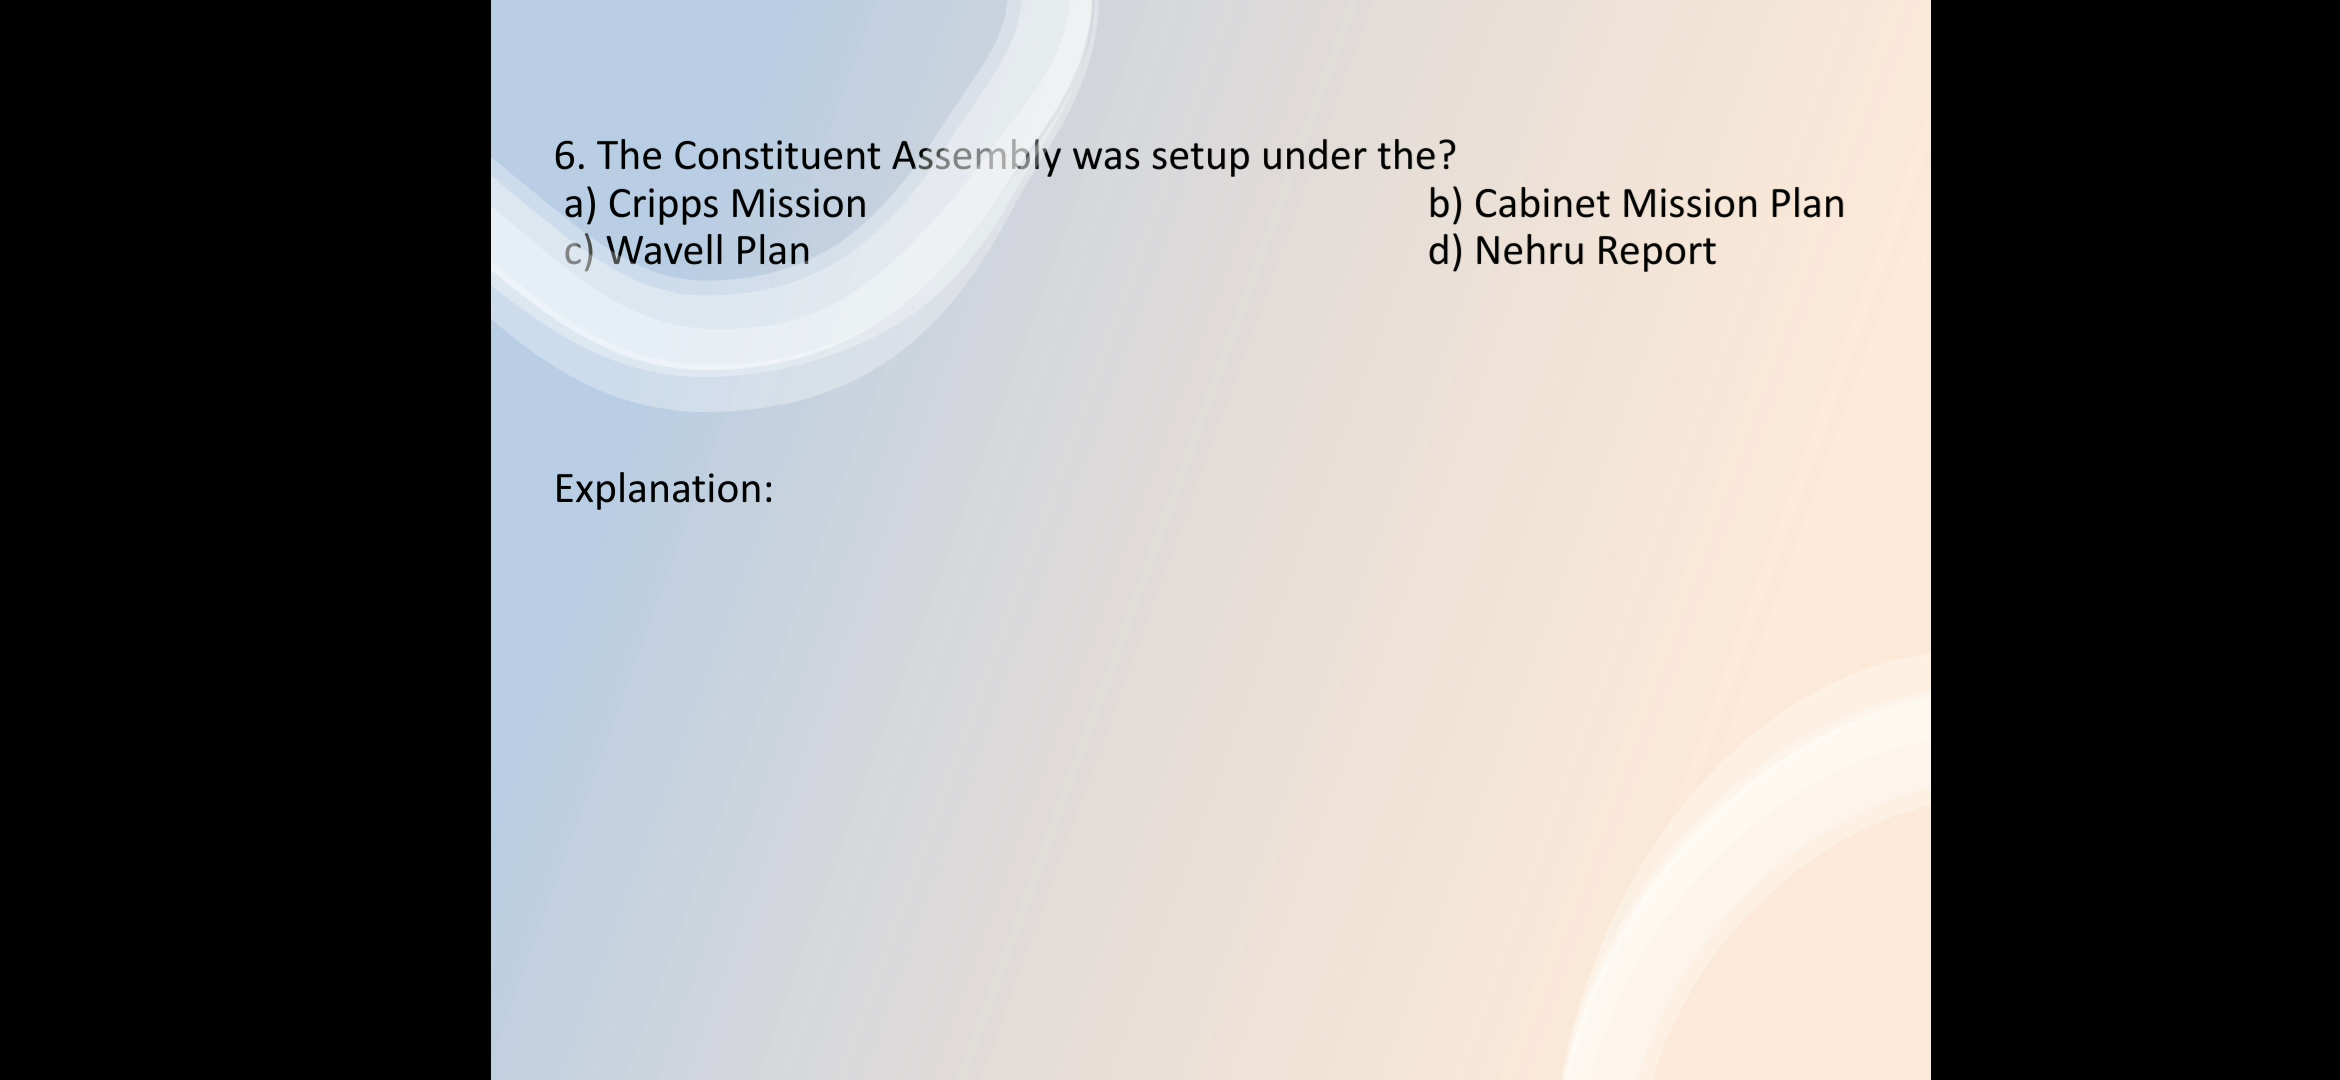 6. The Constituent Assembly was setup under the?
a) Cripps Mission b) Cabinet Mission Plan
c) Wavell Plan d) Nehru Report
Explanation: